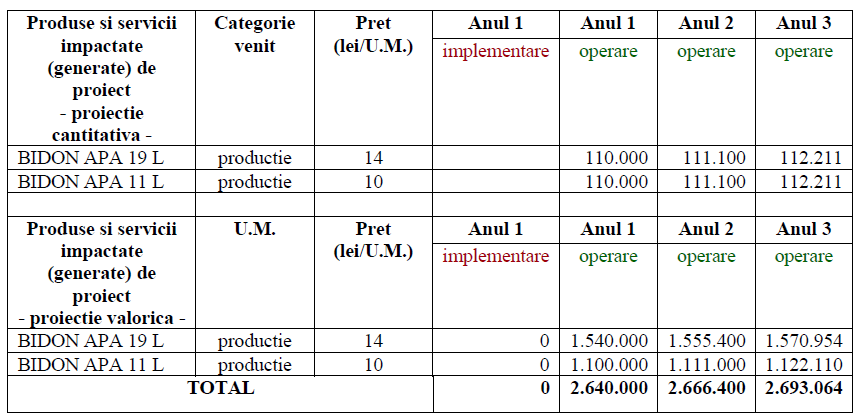 Produse si servicii Categorie Pret Anul 1 Anul 1 Anul 2 Anul 3
impactate venit (lei/U.M.) implementare operare operare operare
(generate) de
proiect
- proiectie
cantitativa -
BIDON APA 19 L productie 14 110.000 111.100 112.211
BIDON APA 11 L productie 10 110.000 111.100 112.211
Produse si servicii U.M. Pret Anul 1 Anul 1 Anul 2 Anul 3
impactate (lei/U.M.) implementare operare operare operare
(generate) de
proiect
- proiectie valorica -
BIDON APA 19 L productie 14 0 1.540.000 1.555.400 1.570.954
BIDON APA 11 L productie 10 0 1.100.000 1.111.000 1.122.110
TOTAL 0 2.640.000 2.666.400 2.693.064